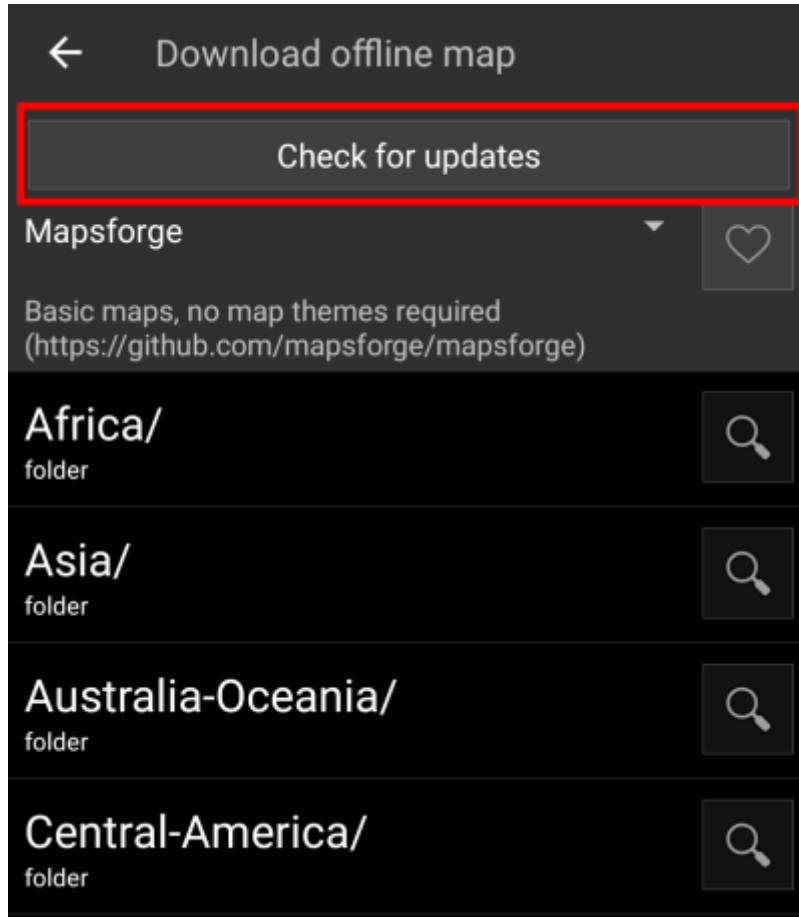 Download offline map
Check for updates
Mapsforge
Basic maps, no map themes required
(https://github.com/mapsforge/mapsforge)
Africa/
folder
Asia/
folder
Australia-Oceania/
folder
Central-America/
folder